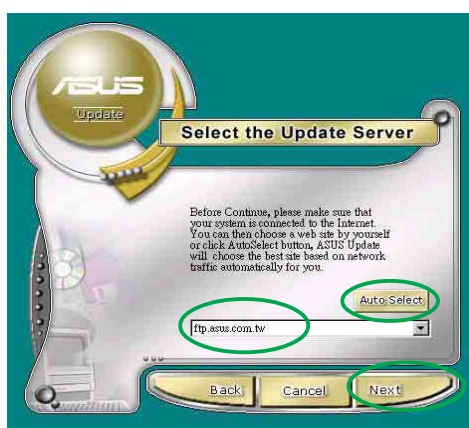 ASUS
Update
Select the Update Server
Before Continue, please make sure that
your system is connected to the Internet.
You can then choose a web site by yourself
or click AutoSelect button, ASUS Update
will choose the best site based on network
traffic automatically for you.
Auto Select
ftp.asus.com.tw
Back
Cancel
Next